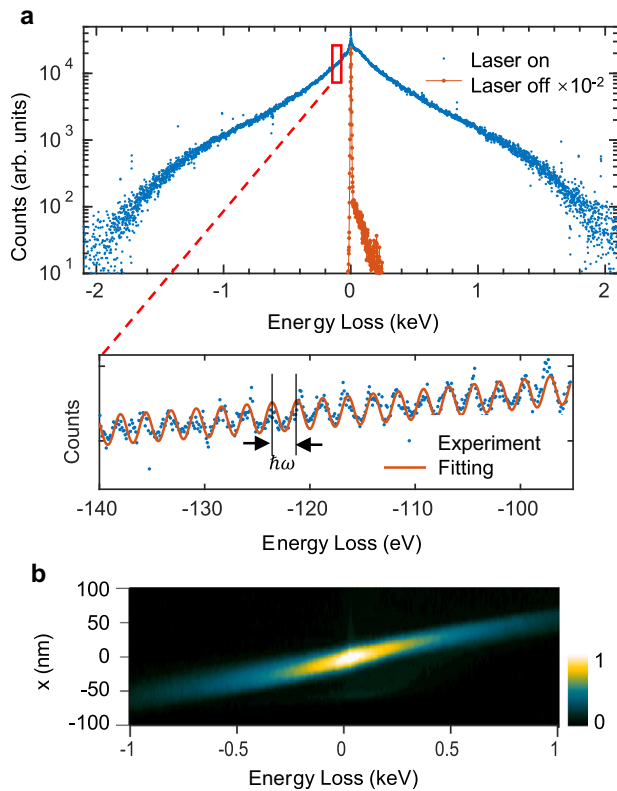 a
Laser on
Laser off ×10-2
Counts (arb. units)
10^4
10^3
10^2
10^1
-2 -1 0 1 2
Energy Loss (keV)
Counts
ħω
Experiment
Fitting
-140 -130 -120 -110 -100
Energy Loss (eV)
b
x (nm)
100
50
0
-50
-100
1
0
-1 -0.5 0 0.5 1
Energy Loss (keV)